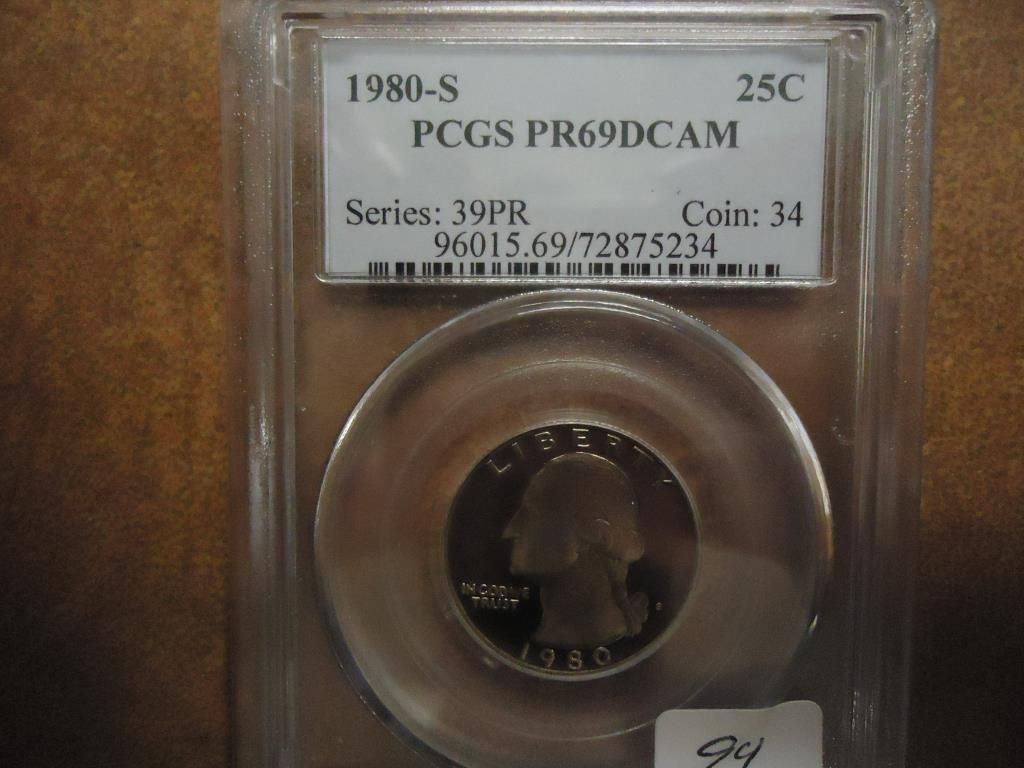 1980-S 25C
PCGS PR69DCAM
Series: 39PR Coin: 34
96015.69/72875234
LIBERTY
IN GOD WE
TRUST
S
1980
94